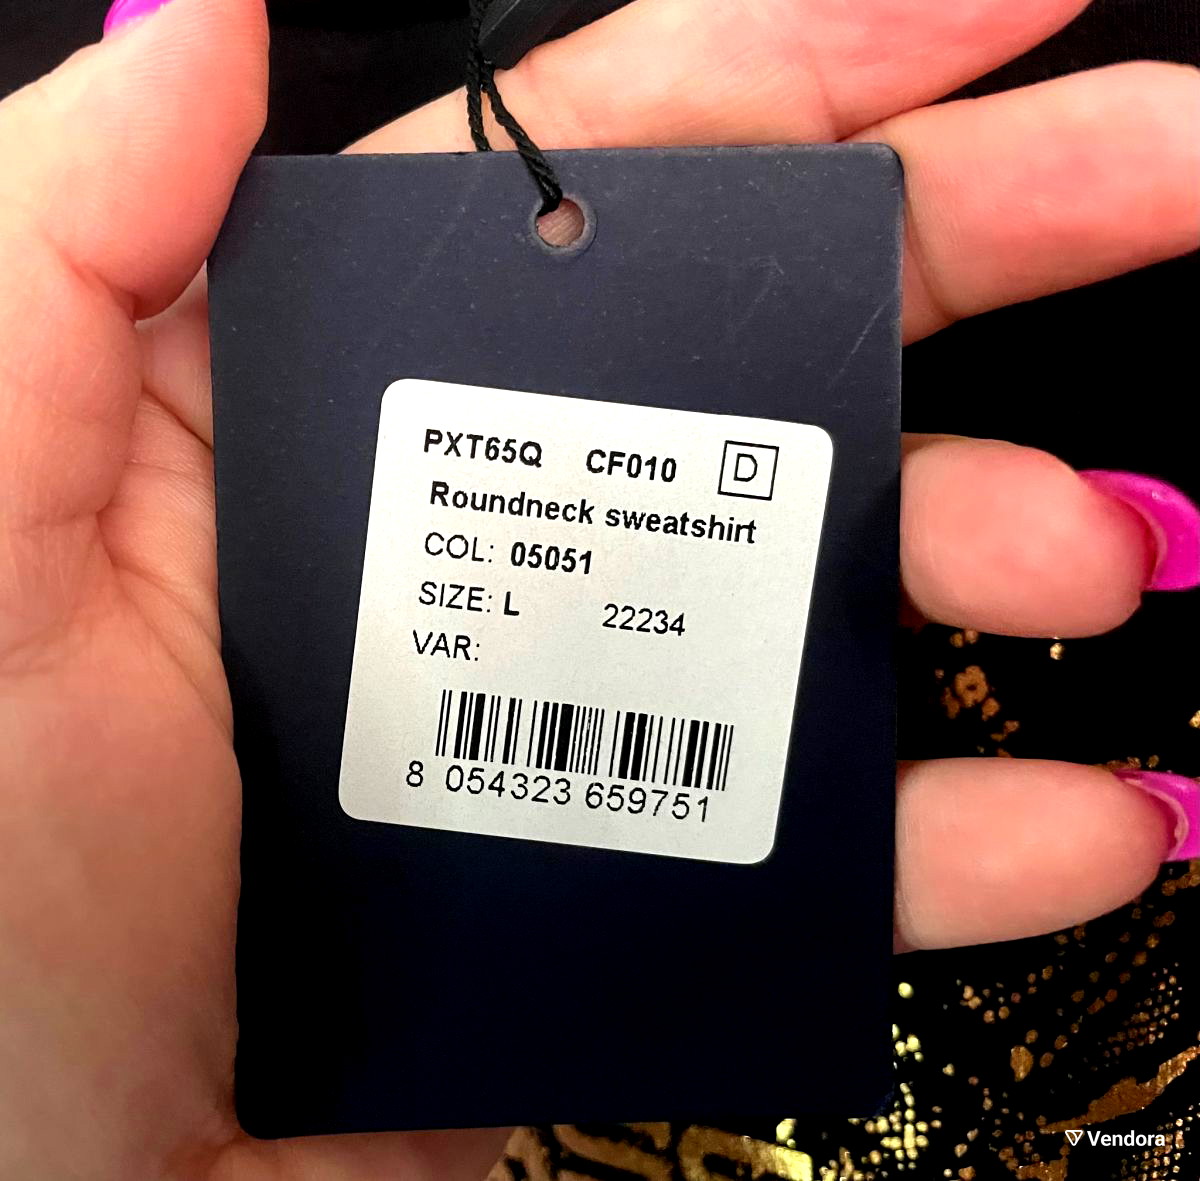 PXT65Q CF010 D
Roundneck sweatshirt
COL: 05051
SIZE: L 22234
VAR:
8 054323 659751
Vendora